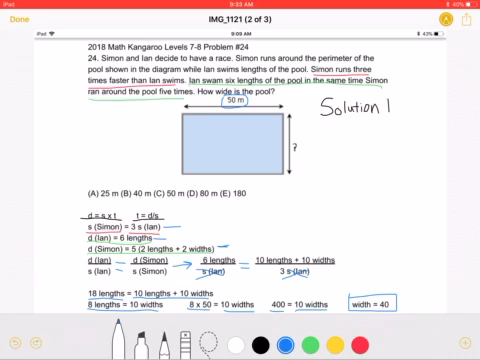 iPad
9:33 AM
40%
Done
IMG_1121 (2 of 3)
iPad
9:09 AM
43%
2018 Math Kangaroo Levels 7-8 Problem #24
24. Simon and Ian decide to have a race. Simon runs around the perimeter of the
pool shown in the diagram while Ian swims lengths of the pool. Simon runs three
times faster than Ian swims. Ian swam six lengths of the pool in the same time Simon
ran around the pool five times. How wide is the pool?
50 m
Solution 1
?
(A) 25 m (B) 40 m (C) 50 m (D) 80 m (E) 180
d = s x t t = d/s
s (Simon) = 3 s (Ian)
d (Ian) = 6 lengths
d (Simon) = 5 (2 lengths + 2 widths)
d (Ian) = d (Simon) → 6 lengths = 10 lengths + 10 widths
s (Ian) s (Simon) s (Ian) 3 s (Ian)
18 lengths = 10 lengths + 10 widths
8 lengths = 10 widths 8 x 50 = 10 widths 400 = 10 widths width = 40